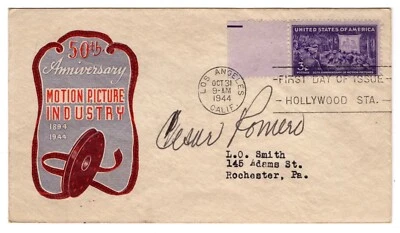 50th
Anniversary
MOTION PICTURE
INDUSTRY
1894
1944
LOS ANGELES
OCT 31
9-AM
1944
CALIF.
UNITED STATES OF AMERICA
3¢
FIRST DAY OF ISSUE
HOLLYWOOD STA.
Cesar Romero
L.O. Smith
145 Adams St.
Rochester, Pa.